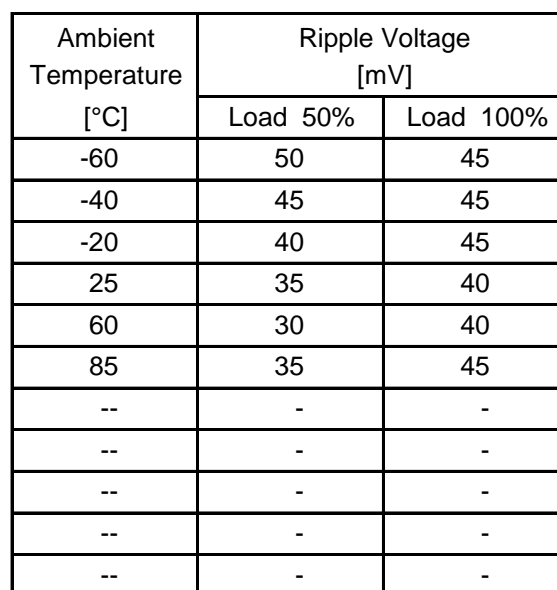 Ambient Temperature [°C] Ripple Voltage [mV]
Load 50% Load 100%
-60 50 45
-40 45 45
-20 40 45
25 35 40
60 30 40
85 35 45
-- - -
-- - -
-- - -
-- - -
-- - -